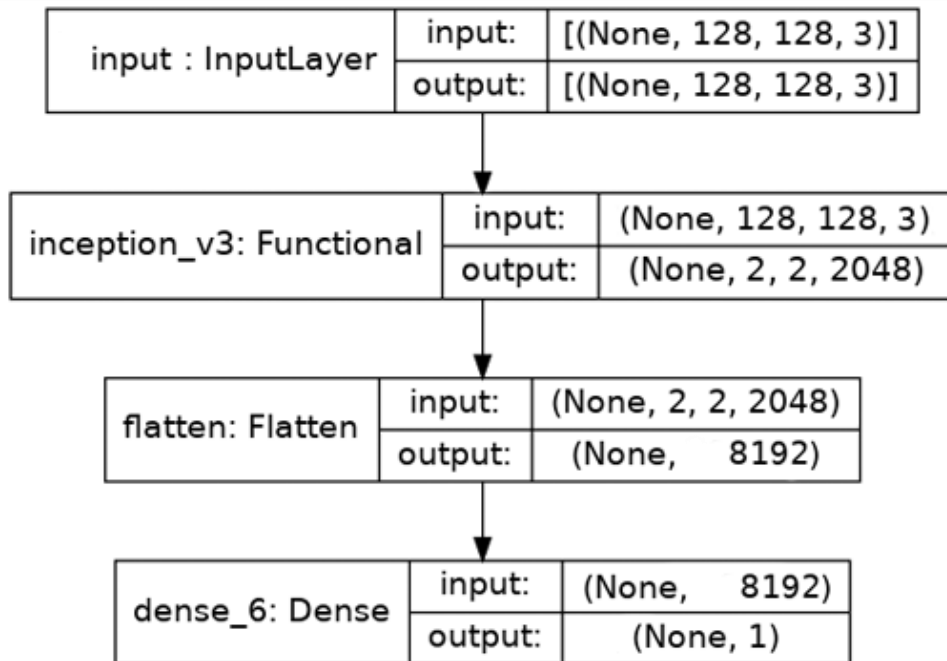 input : InputLayer
input: [(None, 128, 128, 3)]
output: [(None, 128, 128, 3)]
inception_v3: Functional
input: (None, 128, 128, 3)
output: (None, 2, 2, 2048)
flatten: Flatten
input: (None, 2, 2, 2048)
output: (None, 8192)
dense_6: Dense
input: (None, 8192)
output: (None, 1)